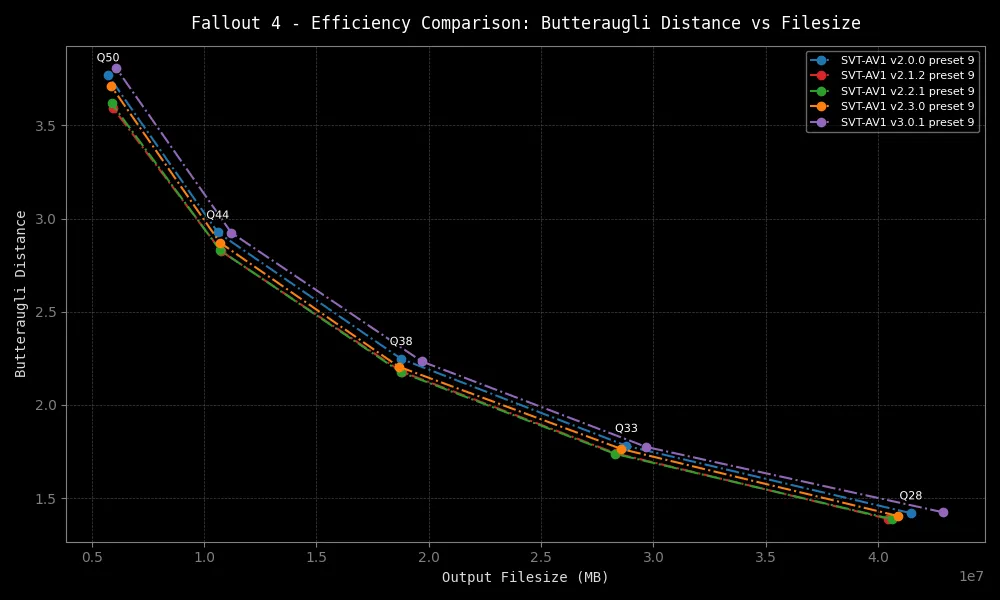 Fallout 4 - Efficiency Comparison: Butteraugli Distance vs Filesize
Q50
SVT-AV1 v2.0.0 preset 9
SVT-AV1 v2.1.2 preset 9
SVT-AV1 v2.2.1 preset 9
SVT-AV1 v2.3.0 preset 9
SVT-AV1 v3.0.1 preset 9
3.5
3.0
2.5
2.0
1.5
Butteraugli Distance
Q44
Q38
Q33
Q28
0.5
1.0
1.5
2.0
2.5
3.0
3.5
4.0
1e7
Output Filesize (MB)